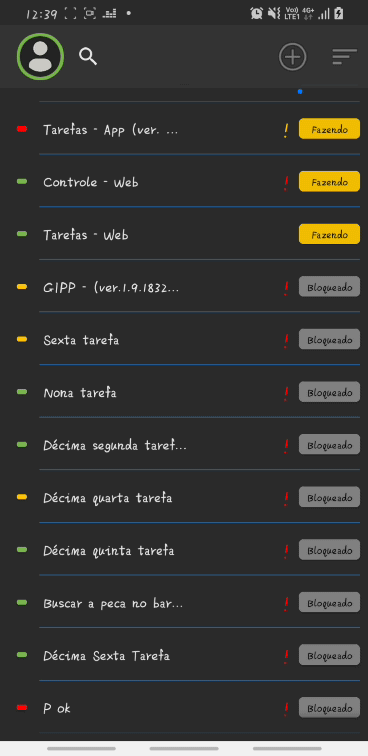 12:39 Vo)) 4G+ LTE1
Tarefas - App (ver. ... ! Fazendo
Controle - Web ! Fazendo
Tarefas - Web Fazendo
GIPP - (ver.1.9.1832... ! Bloqueado
Sexta tarefa ! Bloqueado
Nona tarefa ! Bloqueado
Décima segunda taref... ! Bloqueado
Décima quarta tarefa ! Bloqueado
Décima quinta tarefa ! Bloqueado
Buscar a peca no bar... ! Bloqueado
Décima Sexta Tarefa ! Bloqueado
P ok ! Bloqueado